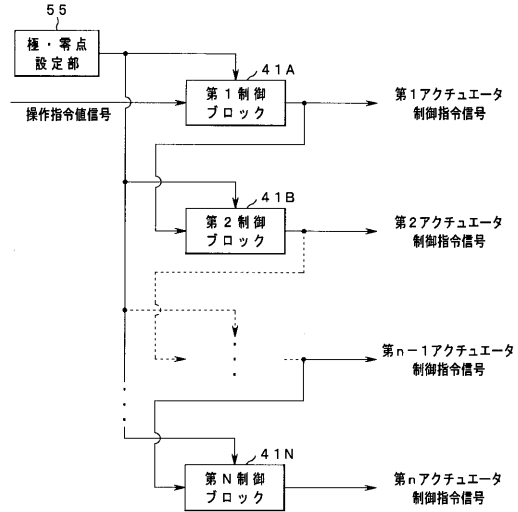 55
極・零点
設定部
41A
第1制御
ブロック
操作指令値信号
第1アクチュエータ
制御指令信号
41B
第2制御
ブロック
第2アクチュエータ
制御指令信号
第n-1アクチュエータ
制御指令信号
41N
第N制御
ブロック
第nアクチュエータ
制御指令信号